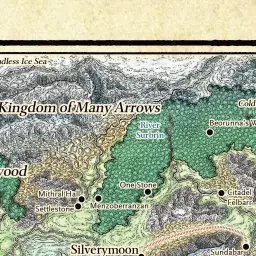 dless Ice Sea
Kingdom of Many Arrows
Cold
River
Surbrin
Beorunna's W
wood
One Stone
Mithral Ha
Settlestone
Menzoberranzan
Citadel
Felbarr
Silverymoon
Sundabar